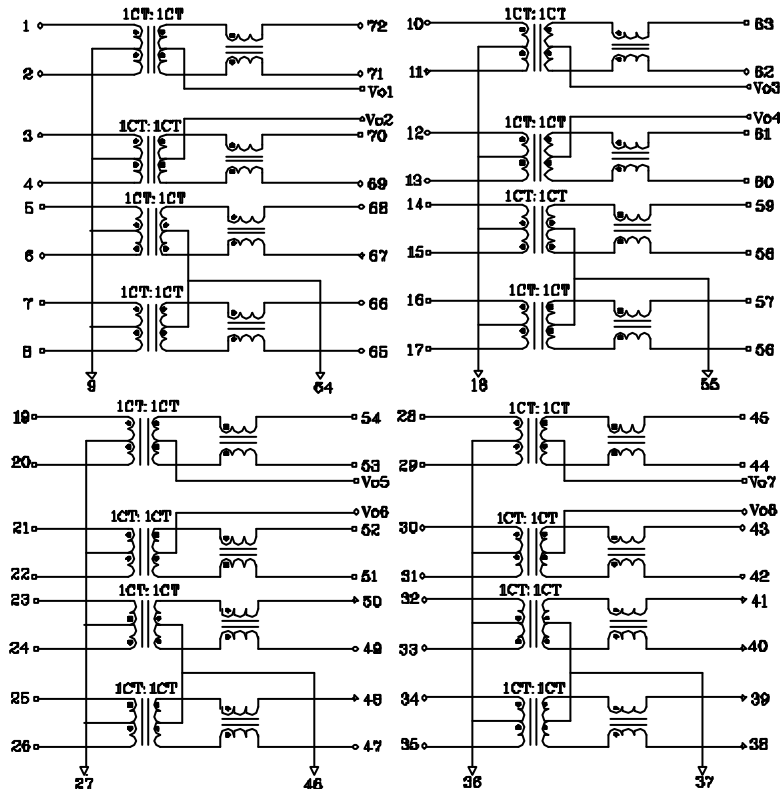 1CT:1CT 1CT:1CT
1 72 10 63
2 71 11 62
Vo1 Vo3
Vo2 Vo4
1CT:1CT 1CT:1CT
3 70 12 61
4 69 13 60
1CT:1CT 1CT:1CT
5 68 14 59
6 67 15 58
1CT:1CT 1CT:1CT
7 66 16 57
8 65 17 56
9 64 18 55
1CT:1CT 1CT:1CT
19 54 28 45
20 53 29 44
Vo5 Vo7
Vo6 Vo8
1CT:1CT 1CT:1CT
21 52 30 43
22 51 31 42
1CT:1CT 1CT:1CT
23 50 32 41
24 49 33 40
1CT:1CT 1CT:1CT
25 48 34 39
26 47 35 38
27 46 36 37